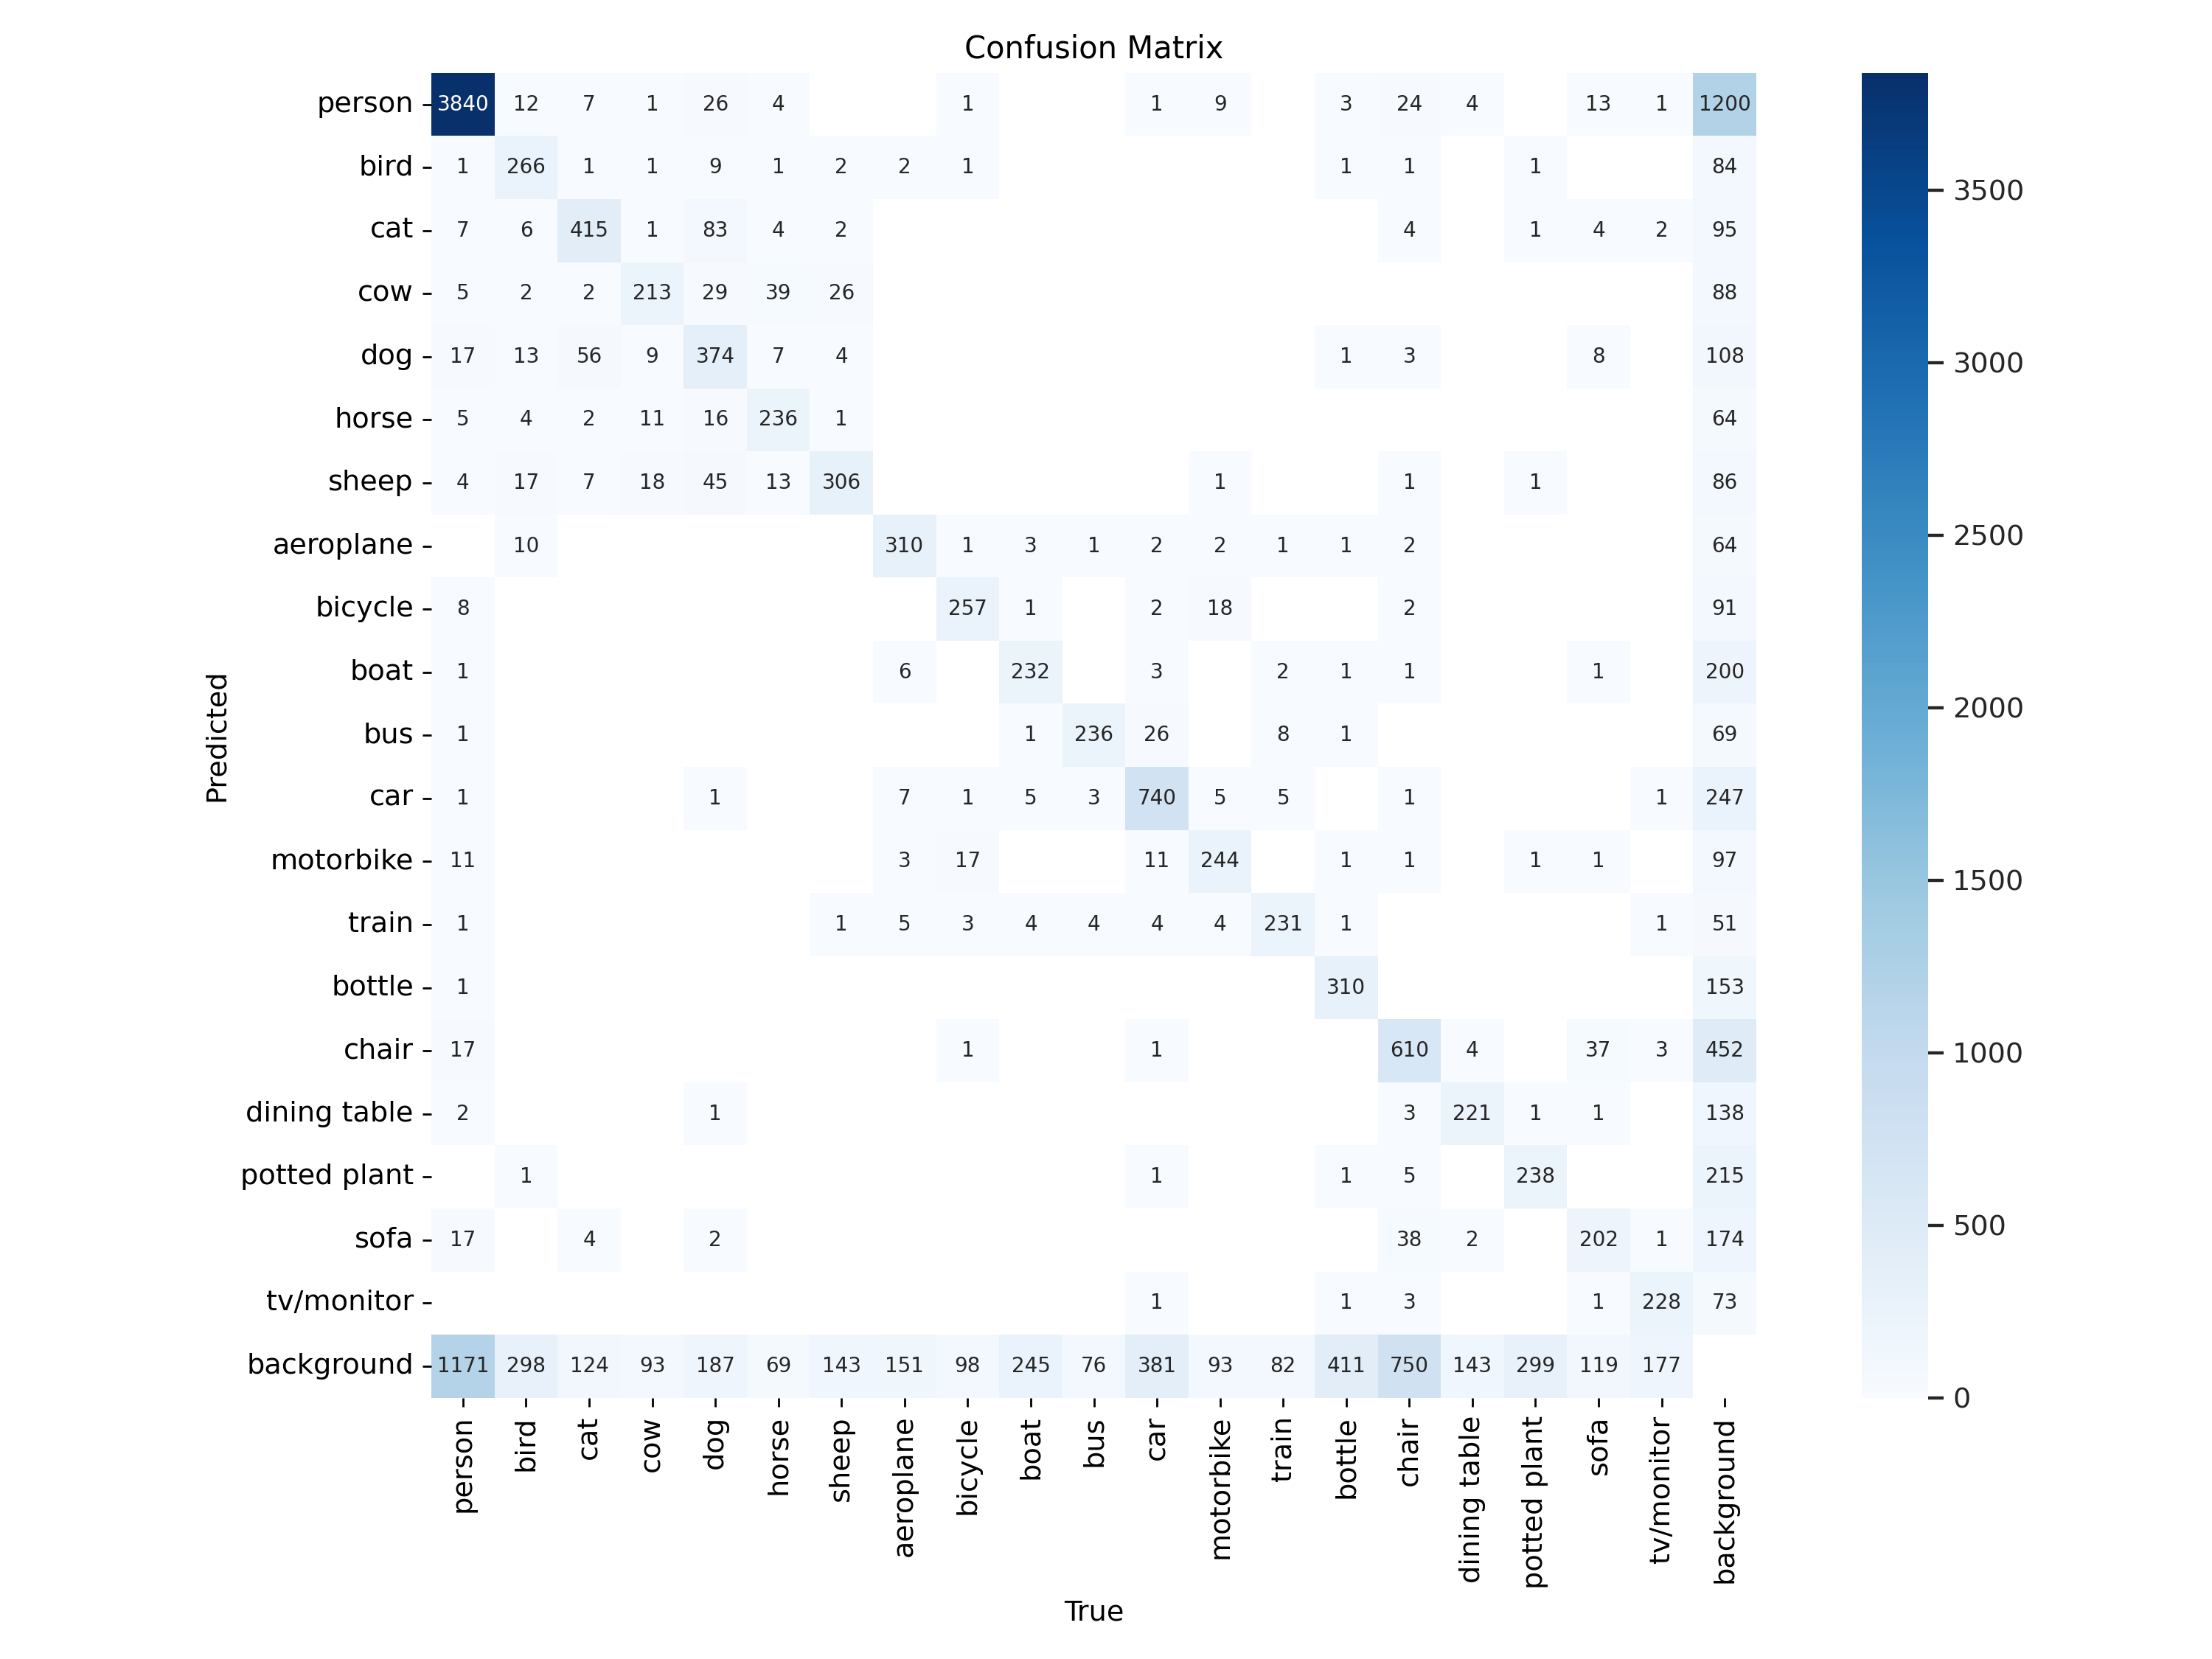 Confusion Matrix
person 3840 12 7 1 26 4 1 1 9 3 24 4 13 1 1200
bird 1 266 1 1 9 1 2 2 1 1 1 1 84
cat 7 6 415 1 83 4 2 4 1 4 2 95
cow 5 2 2 213 29 39 26 88
dog 17 13 56 9 374 7 4 1 3 8 108
horse 5 4 2 11 16 236 1 64
sheep 4 17 7 18 45 13 306 1 1 1 86
aeroplane 10 310 1 3 1 2 2 1 1 2 64
bicycle 8 257 1 2 18 2 91
boat 1 6 232 3 2 1 1 1 200
bus 1 1 236 26 8 1 69
car 1 1 7 1 5 3 740 5 5 1 1 247
motorbike 11 3 17 11 244 1 1 1 1 97
train 1 1 5 3 4 4 4 4 231 1 1 51
bottle 1 310 153
chair 17 1 1 610 4 37 3 452
dining table 2 1 3 221 1 1 138
potted plant 1 1 1 5 238 215
sofa 17 4 2 38 2 202 1 174
tv/monitor 1 1 3 1 228 73
background 1171 298 124 93 187 69 143 151 98 245 76 381 93 82 411 750 143 299 119 177
Predicted
person bird cat cow dog horse sheep aeroplane bicycle boat bus car motorbike train bottle chair dining table potted plant sofa tv/monitor background
True
3500
3000
2500
2000
1500
1000
500
0